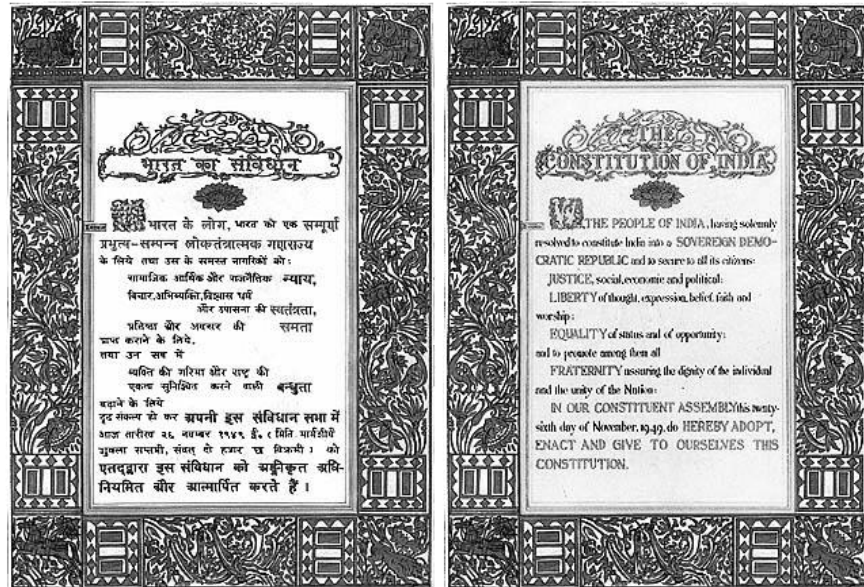 भारत का संविधान
हम भारत के लोग, भारत को एक सम्पूर्ण
प्रभुत्व-सम्पन्न लोकतंत्रात्मक गणराज्य
के लिये तथा उस के समस्त नागरिकों को:
सामाजिक आर्थिक और राजनैतिक न्याय,
विचार, अभिव्यक्ति, विश्वास धर्म
और उपासना की स्वतंत्रता,
प्रतिष्ठा और अवसर की समता
प्राप्त कराने के लिये,
तथा उन सब में
व्यक्ति की गरिमा और राष्ट्र की
एकता सुनिश्चित करने वाली बन्धुता
बढ़ाने के लिये
दृढ़ संकल्प हो कर अपनी इस संविधान सभा में
आज तारीख २६ नवम्बर १९४९ ई. (मिति मार्गशीर्ष
शुक्ला सप्तमी, संवत् दो हजार छ विक्रमी) को
एतद्द्वारा इस संविधान को अङ्गीकृत अधि-
नियमित और आत्मार्पित करते हैं।
THE
CONSTITUTION OF INDIA
WE, THE PEOPLE OF INDIA, having solemnly
resolved to constitute India into a SOVEREIGN DEMO-
CRATIC REPUBLIC and to secure to all its citizens:
JUSTICE, social, economic and political;
LIBERTY of thought, expression, belief, faith and
worship;
EQUALITY of status and of opportunity;
and to promote among them all
FRATERNITY assuring the dignity of the individual
and the unity of the Nation;
IN OUR CONSTITUENT ASSEMBLY this twenty-
sixth day of November, 1949, do HEREBY ADOPT,
ENACT AND GIVE TO OURSELVES THIS
CONSTITUTION.